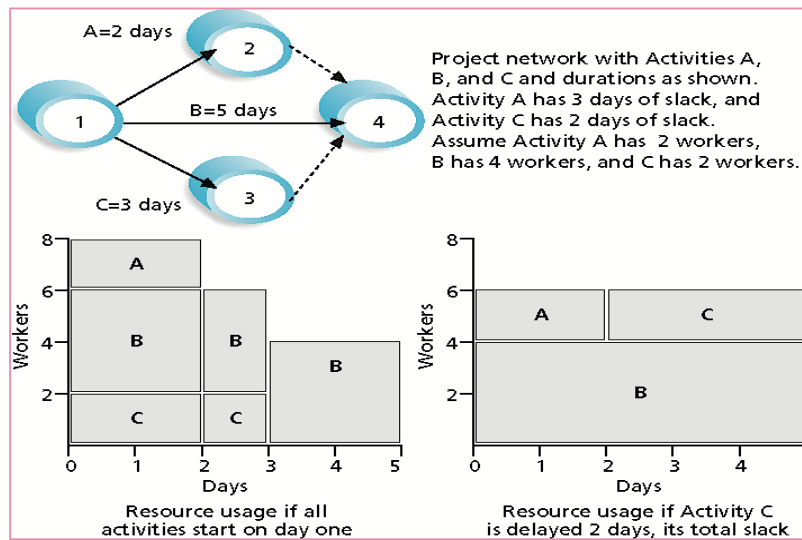 A=2 days
2
1
B=5 days
4
C=3 days
3
Project network with Activities A,
B, and C and durations as shown.
Activity A has 3 days of slack, and
Activity C has 2 days of slack.
Assume Activity A has 2 workers,
B has 4 workers, and C has 2 workers.
8
6
4
2
Workers
A
B
B
B
C
C
0 1 2 3 4 5
Days
Resource usage if all
activities start on day one
8
6
4
2
Workers
A
C
B
0 1 2 3 4
Days
Resource usage if Activity C
is delayed 2 days, its total slack